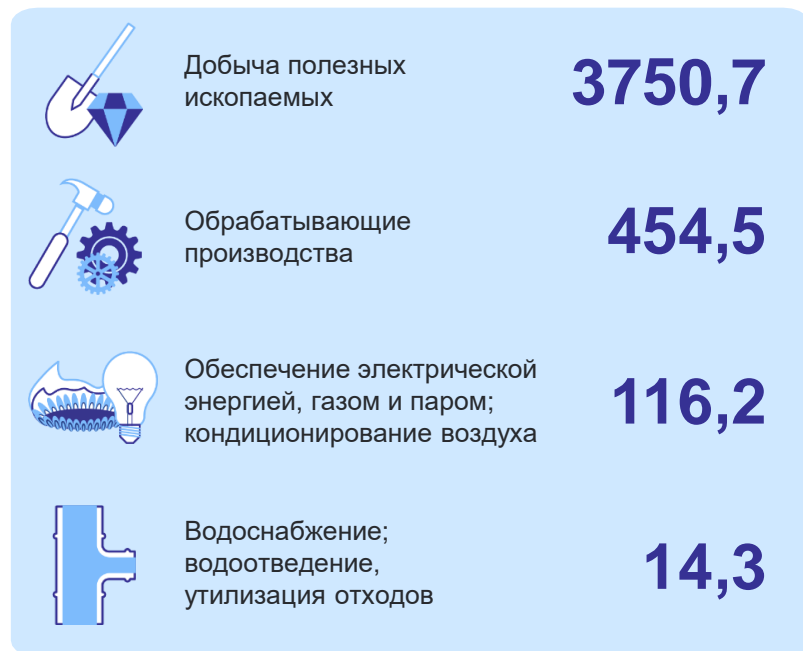 Добыча полезных
ископаемых
3750,7
Обрабатывающие
производства
454,5
Обеспечение электрической
энергией, газом и паром;
кондиционирование воздуха
116,2
Водоснабжение;
водоотведение,
утилизация отходов
14,3